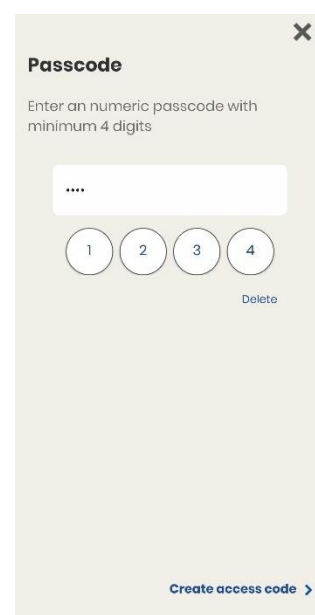 Passcode
Enter an numeric passcode with
minimum 4 digits
••••
1 2 3 4
Delete
Create access code